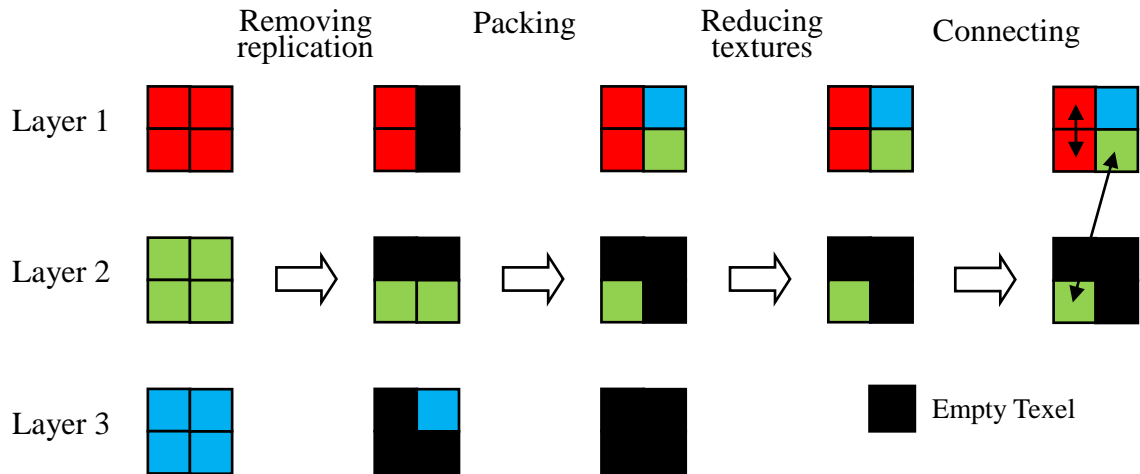 Removing
replication
Packing
Reducing
textures
Connecting
Layer 1
Layer 2
Layer 3
Empty Texel